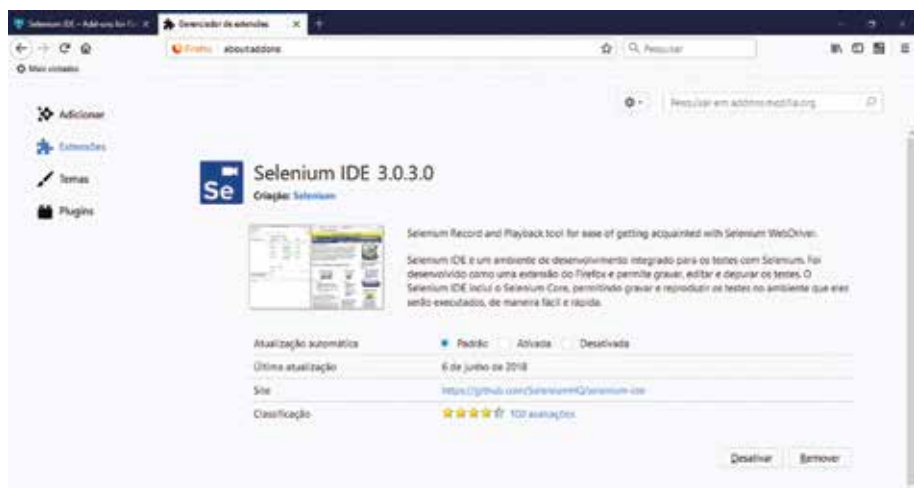 Selenium IDE – Add-ons for Fi
Gerenciador de extensões
Firefox
about:addons
Pesquisar
Mais visitados
Pesquisar em addons.mozilla.org
Adicionar
Extensões
Temas
Plugins
Se
Selenium IDE 3.0.3.0
Criação: Selenium
Selenium Record and Playback tool for ease of getting acquainted with Selenium WebDriver.
Selenium IDE é um ambiente de desenvolvimento integrado para os testes com Selenium. Foi
desenvolvido como uma extensão do Firefox e permite gravar, editar e depurar os testes. O
Selenium IDE inclui o Selenium Core, permitindo gravar e reproduzir os testes no ambiente que eles
serão executados, de maneira fácil e rápida.
Atualização automática Padrão Ativada Desativada
Última atualização 6 de junho de 2018
Site https://github.com/SeleniumHQ/selenium-ide
Classificação 102 avaliações
Desativar Remover